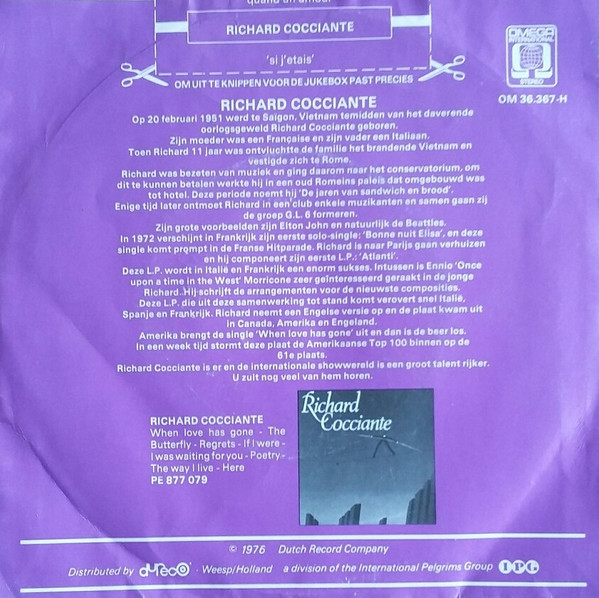 quand un amour
RICHARD COCCIANTE
'si j'etais'
OM UIT TE KNIPPEN VOOR DE JUKEBOX PAST PRECIES
OMEGA
INTERNATIONAL
STEREO
OM 36.367-H
RICHARD COCCIANTE
Op 20 februari 1951 werd te Saigon, Vietnam temidden van het daverende
oorlogsgeweld Richard Cocciante geboren.
Zijn moeder was een Française en zijn vader een Italiaan.
Toen Richard 11 jaar was ontvluchtte de familie het brandende Vietnam en
vestigde zich te Rome.
Richard was bezeten van muziek en ging daarom naar het conservatorium, om
dit te kunnen betalen werkte hij in een oud Romeins paleis dat omgebouwd was
tot hotel. Deze periode noemt hij 'De jaren van sandwich en brood'.
Enige tijd later ontmoet Richard in een club enkele muzikanten en samen gaan zij
de groep G.L. 6 formeren.
Zijn grote voorbeelden zijn Elton John en natuurlijk de Beattles.
In 1972 verschijnt in Frankrijk zijn eerste solo-single: 'Bonne nuit Elisa', en deze
single komt prompt in de Franse Hitparade. Richard is naar Parijs gaan verhuizen
en hij componeert zijn eerste L.P.: 'Atlanti'.
Deze L.P. wordt in Italië en Frankrijk een enorm sukses. Intussen is Ennio 'Once
upon a time in the West' Morricone zeer geïnteresseerd geraakt in de jonge
Richard. Hij schrijft de arrangementen voor de nieuwste composities.
Deze L.P. die uit deze samenwerking tot stand komt verovert snel Italië,
Spanje en Frankrijk. Richard neemt een Engelse versie op en de plaat kwam uit
in Canada, Amerika en Engeland.
Amerika brengt de single 'When love has gone' uit en dan is de beer los.
In een week tijd stormt deze plaat de Amerikaanse Top 100 binnen op de
61e plaats.
Richard Cocciante is er en de internationale showwereld is een groot talent rijker.
U zult nog veel van hem horen.
RICHARD COCCIANTE
When love has gone - The
Butterfly - Regrets - If I were -
I was waiting for you - Poetry -
The way I live - Here
PE 877 079
Richard
Cocciante
© 1976 Dutch Record Company
Distributed by dureco - Weesp/Holland a division of the International Pelgrims Group IPG